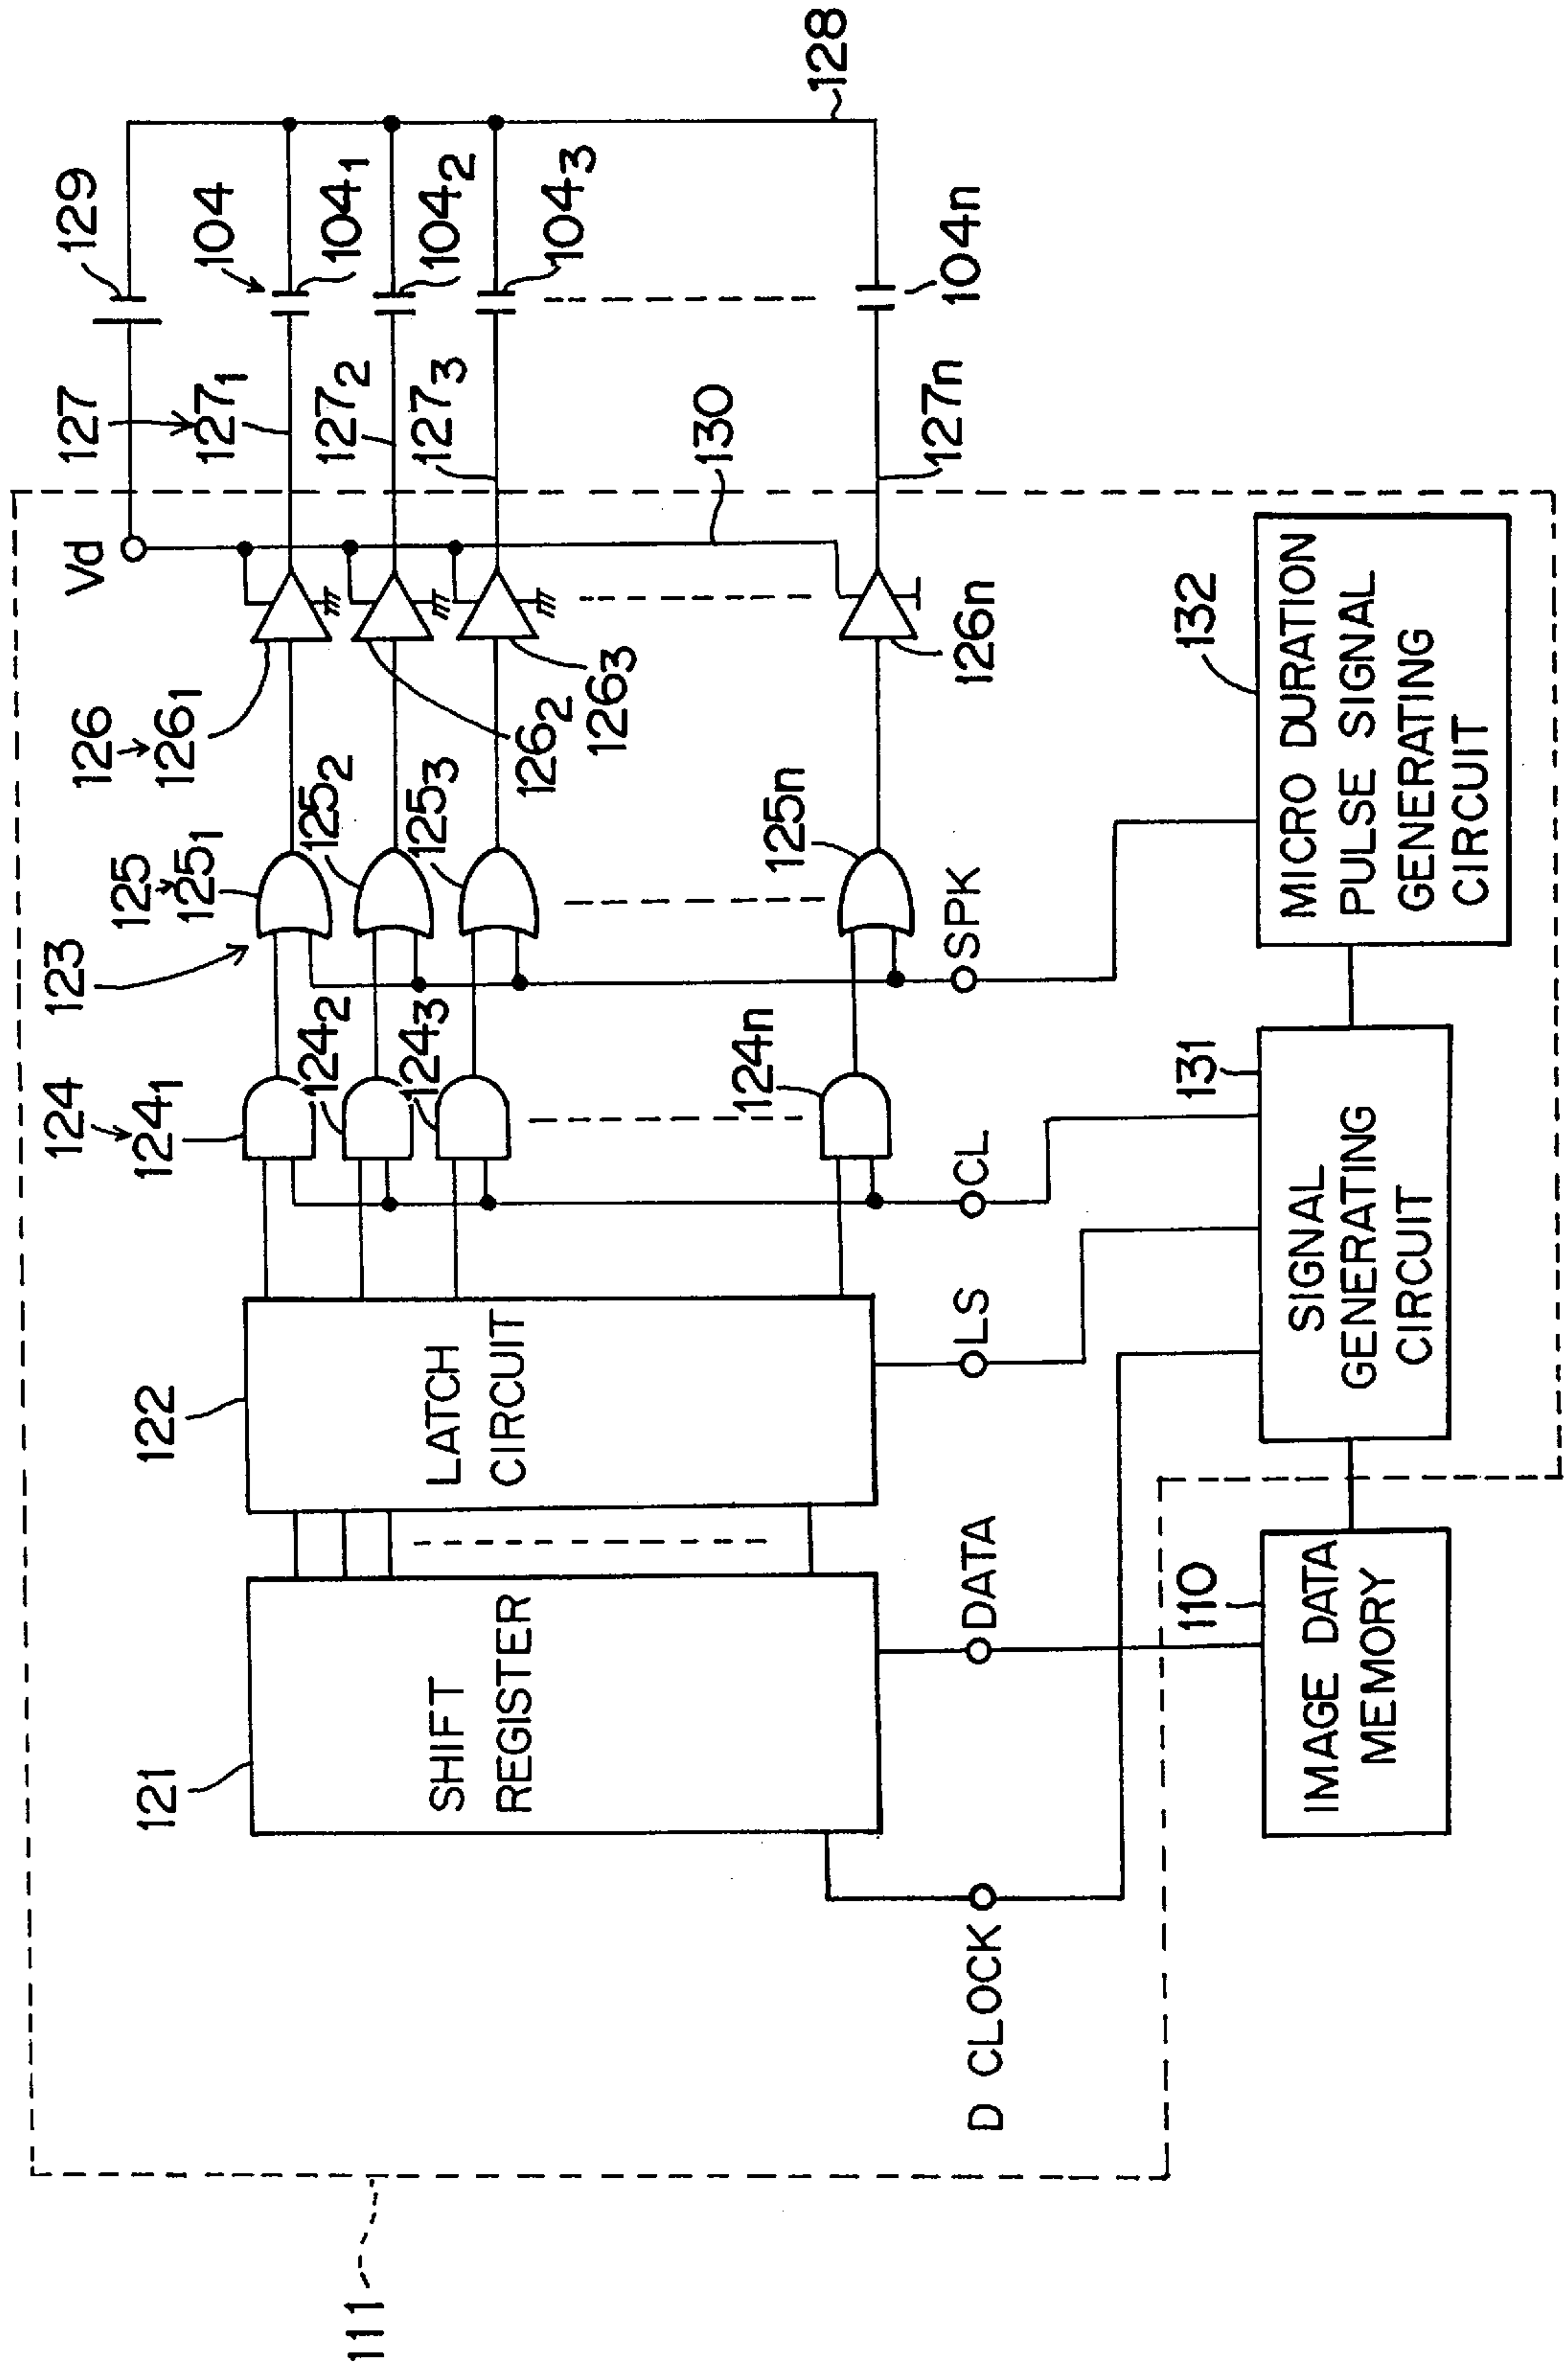 129
104
104₁
104₂
104₃
104n
128
127
127₁
127₂
127₃
127n
130
Vd
126
126₁
126₂
126₃
126n
125
125₁
125₂
125₃
125n
123
124
124₁
124₂
124₃
124n
SPK
CL
LS
DATA
D CLOCK
122
LATCH
CIRCUIT
121
SHIFT
REGISTER
132
MICRO DURATION
PULSE SIGNAL
GENERATING
CIRCUIT
131
SIGNAL
GENERATING
CIRCUIT
110
IMAGE DATA
MEMORY
111